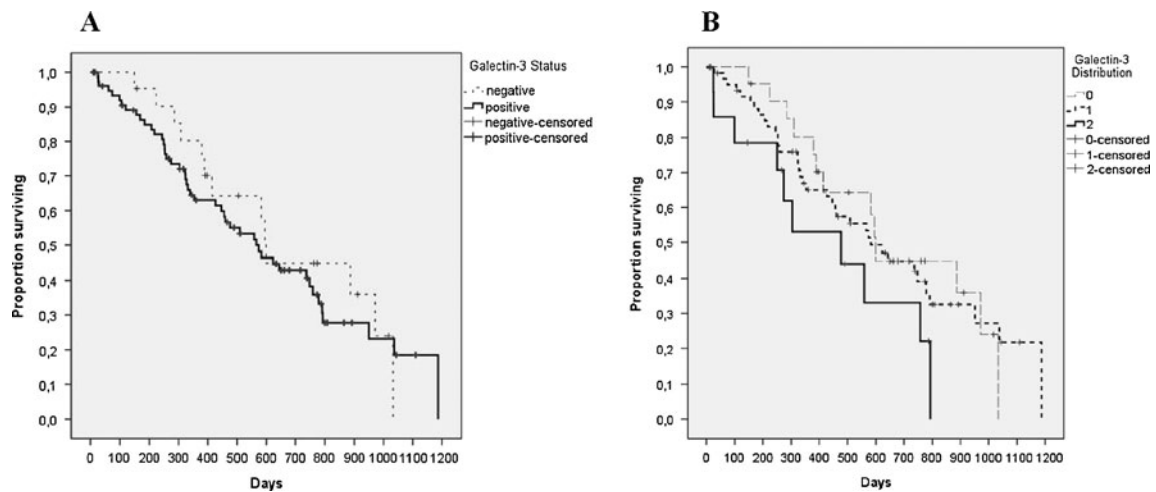 A
Galectin-3 Status
negative
positive
negative-censored
positive-censored
Proportion surviving
1,0
0,9
0,8
0,7
0,6
0,5
0,4
0,3
0,2
0,1
0,0
0 100 200 300 400 500 600 700 800 900 1000 1100 1200
Days
B
Galectin-3
Distribution
0
1
2
0-censored
1-censored
2-censored
Proportion surviving
1,0
0,9
0,8
0,7
0,6
0,5
0,4
0,3
0,2
0,1
0,0
0 100 200 300 400 500 600 700 800 900 1000 1100 1200
Days